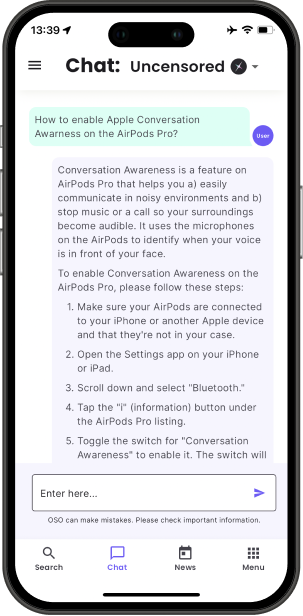 13:39
Chat: Uncensored
How to enable Apple Conversation
Awarness on the AirPods Pro?
User
Conversation Awareness is a feature on
AirPods Pro that helps you a) easily
communicate in noisy environments and b)
stop music or a call so your surroundings
become audible. It uses the microphones
on the AirPods to identify when your voice
is in front of your face.
To enable Conversation Awareness on the
AirPods Pro, please follow these steps:
1. Make sure your AirPods are connected
to your iPhone or another Apple device
and that they're not in your case.
2. Open the Settings app on your iPhone
or iPad.
3. Scroll down and select "Bluetooth."
4. Tap the "i" (information) button under
the AirPods Pro listing.
5. Toggle the switch for "Conversation
Awareness" to enable it. The switch will
Enter here...
OSO can make mistakes. Please check important information.
Search
Chat
News
Menu